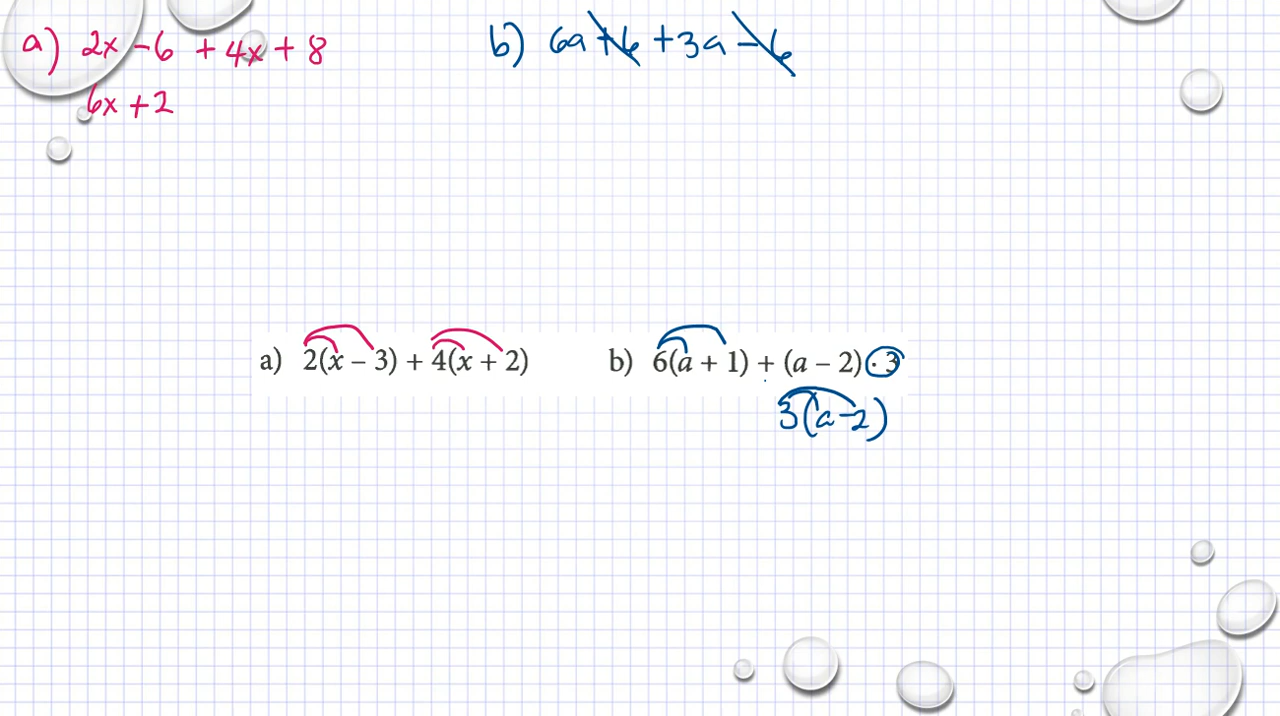 a) 2x - 6 + 4x + 8
6x + 2
b) 6a + 6 + 3a - 6
a) 2(x – 3) + 4(x + 2)
b) 6(a + 1) + (a – 2) · 3
3(a-2)